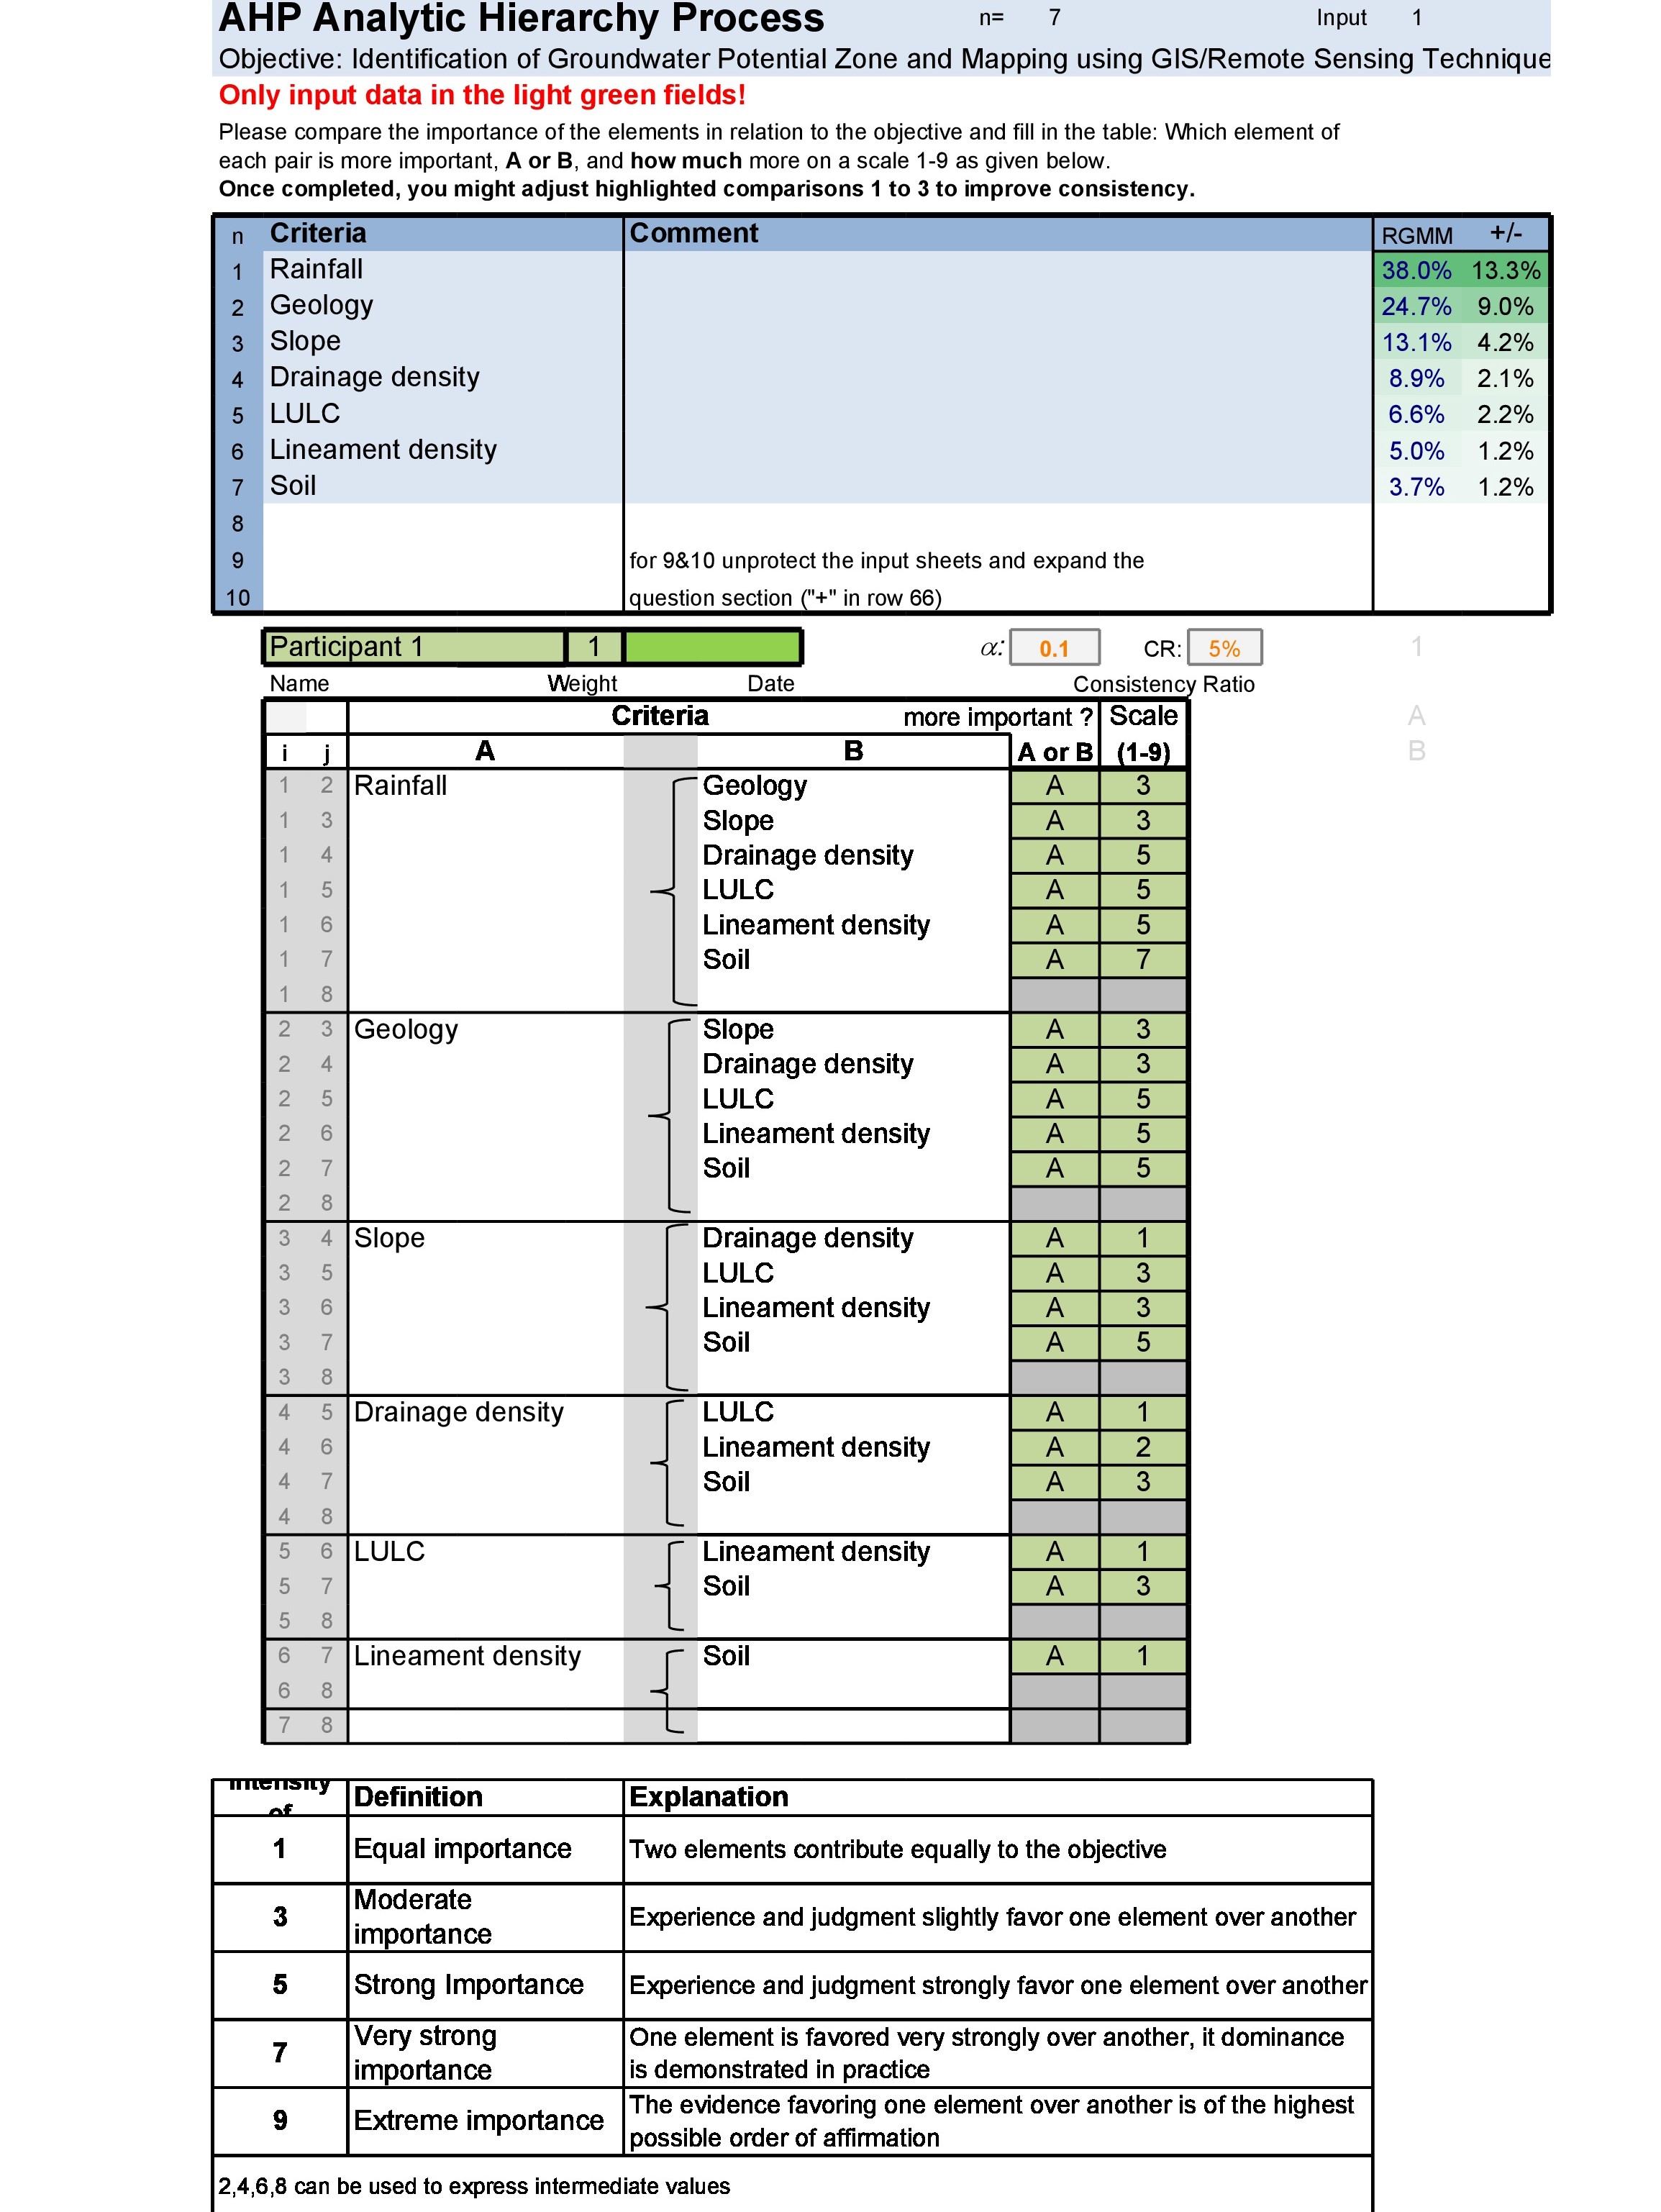 AHP Analytic Hierarchy Process n= 7 Input 1
Objective: Identification of Groundwater Potential Zone and Mapping using GIS/Remote Sensing Technique
Only input data in the light green fields!
Please compare the importance of the elements in relation to the objective and fill in the table: Which element of
each pair is more important, A or B, and how much more on a scale 1-9 as given below.
Once completed, you might adjust highlighted comparisons 1 to 3 to improve consistency.
n Criteria Comment RGMM +/-
1 Rainfall 38.0% 13.3%
2 Geology 24.7% 9.0%
3 Slope 13.1% 4.2%
4 Drainage density 8.9% 2.1%
5 LULC 6.6% 2.2%
6 Lineament density 5.0% 1.2%
7 Soil 3.7% 1.2%
8
9 for 9&10 unprotect the input sheets and expand the
10 question section ("+" in row 66)
Participant 1 1 α: 0.1 CR: 5% 1
Name Weight Date Consistency Ratio
Criteria more important ? Scale A
i j A B A or B (1-9) B
1 2 Rainfall Geology A 3
1 3 Slope A 3
1 4 Drainage density A 5
1 5 LULC A 5
1 6 Lineament density A 5
1 7 Soil A 7
1 8
2 3 Geology Slope A 3
2 4 Drainage density A 3
2 5 LULC A 5
2 6 Lineament density A 5
2 7 Soil A 5
2 8
3 4 Slope Drainage density A 1
3 5 LULC A 3
3 6 Lineament density A 3
3 7 Soil A 5
3 8
4 5 Drainage density LULC A 1
4 6 Lineament density A 2
4 7 Soil A 3
4 8
5 6 LULC Lineament density A 1
5 7 Soil A 3
5 8
6 7 Lineament density Soil A 1
6 8
7 8
Intensity of Definition Explanation
1 Equal importance Two elements contribute equally to the objective
3 Moderate importance Experience and judgment slightly favor one element over another
5 Strong Importance Experience and judgment strongly favor one element over another
7 Very strong importance One element is favored very strongly over another, it dominance
is demonstrated in practice
9 Extreme importance The evidence favoring one element over another is of the highest
possible order of affirmation
2,4,6,8 can be used to express intermediate values